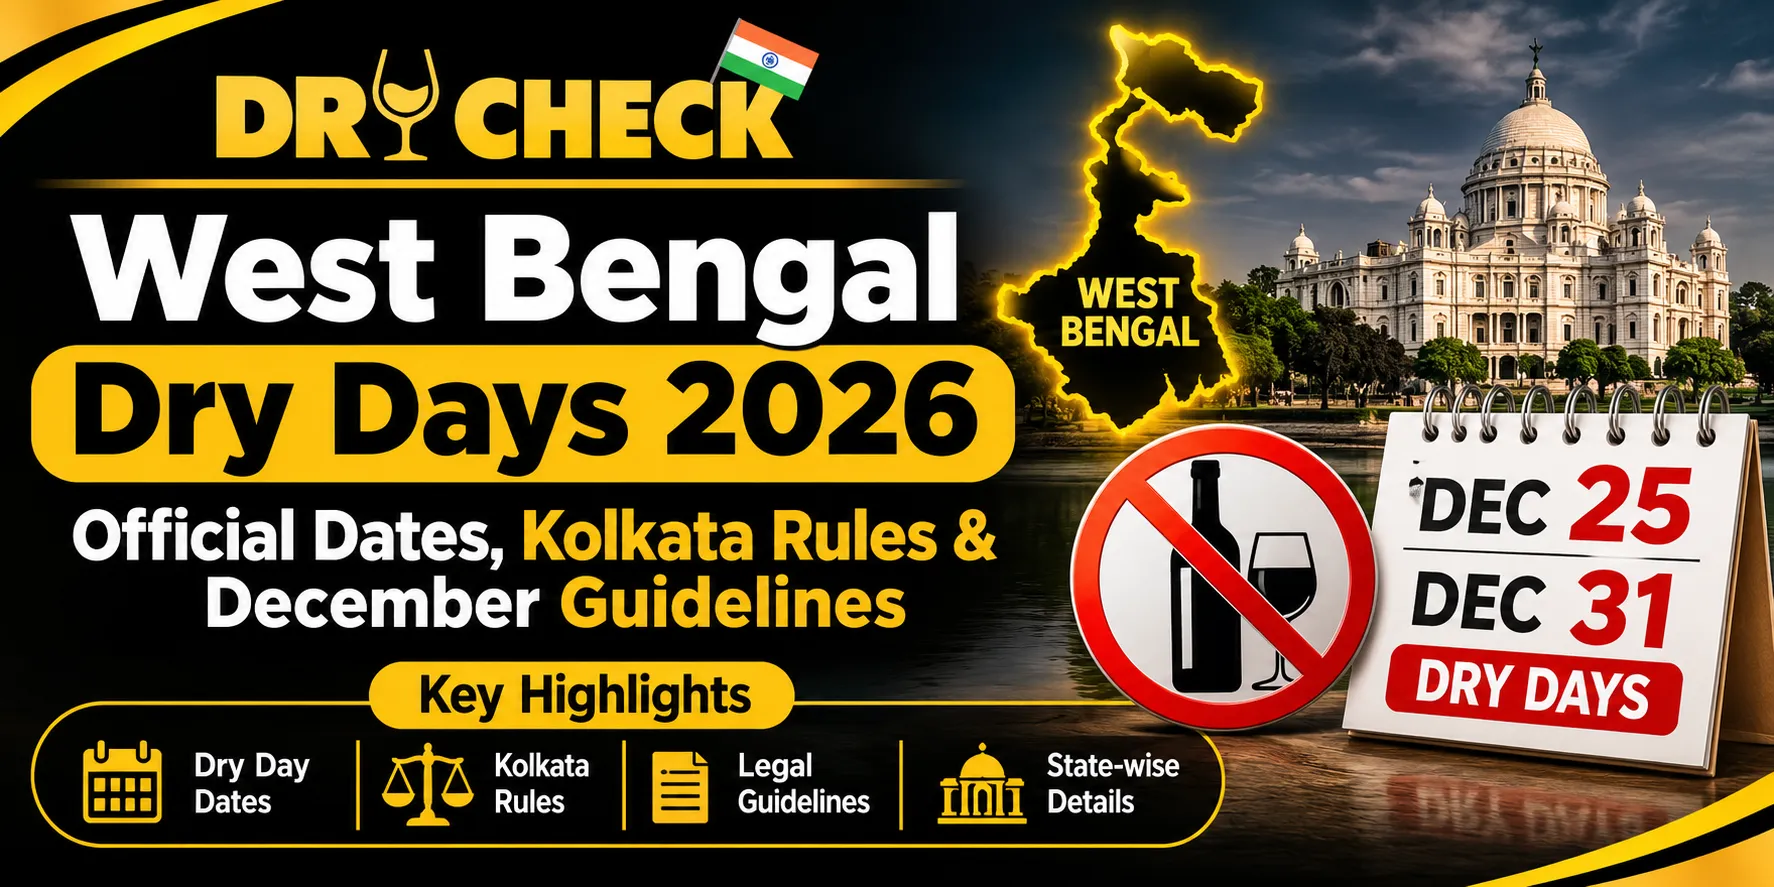 DRY CHECK
West Bengal
Dry Days 2026
Official Dates, Kolkata Rules &
December Guidelines
Key Highlights
Dry Day
Dates
Kolkata
Rules
Legal
Guidelines
State-wise
Details
WEST
BENGAL
DEC 25
DEC 31
DRY DAYS